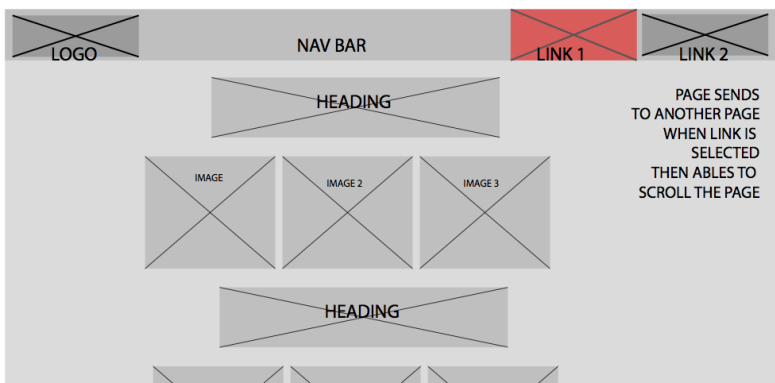 LOGO
NAV BAR
LINK 1
LINK 2
HEADING
PAGE SENDS
TO ANOTHER PAGE
WHEN LINK IS
SELECTED
THEN ABLES TO
SCROLL THE PAGE
IMAGE
IMAGE 2
IMAGE 3
HEADING